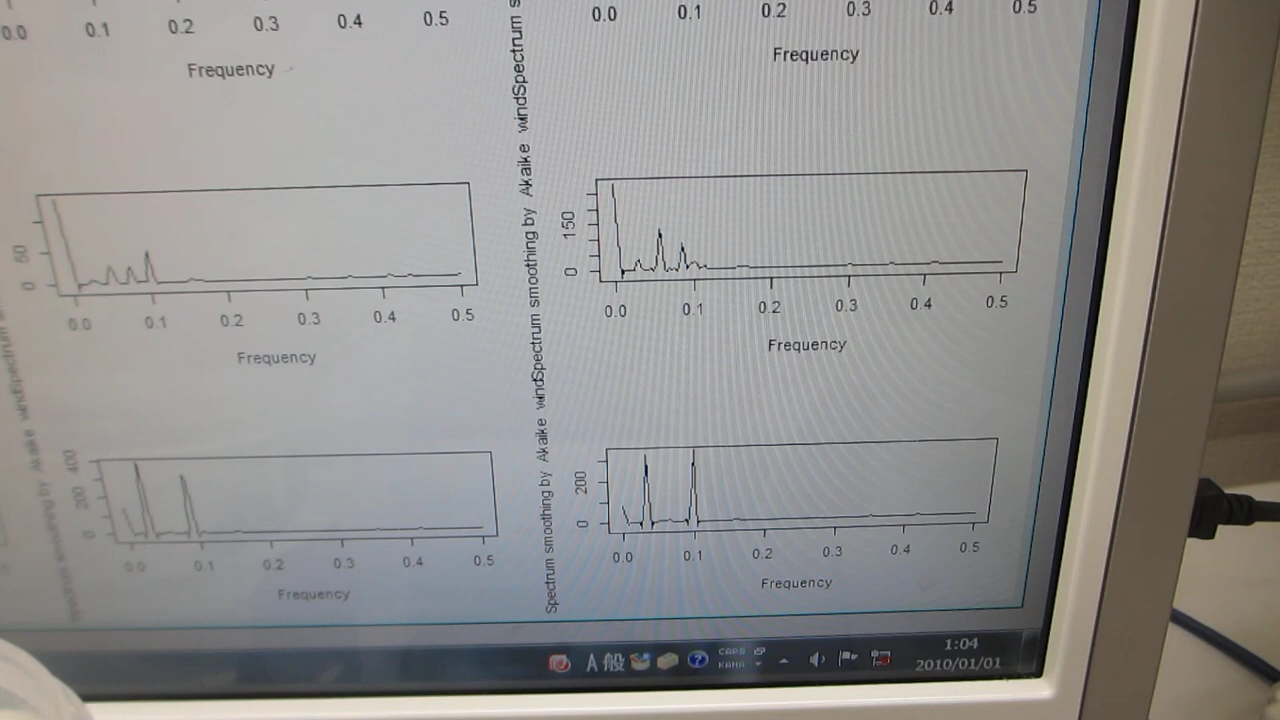 0.0 0.1 0.2 0.3 0.4 0.5
Frequency
0.0 0.1 0.2 0.3 0.4 0.5
Frequency
Spectrum smoothing by Akaike windSpectrum s
0 50
0.0 0.1 0.2 0.3 0.4 0.5
Frequency
0 150
0.0 0.1 0.2 0.3 0.4 0.5
Frequency
Spectrum smoothing by Akaike wind
Spectrum smoothing by Akaike wind
0 200 400
0.0 0.1 0.2 0.3 0.4 0.5
Frequency
0 200
0.0 0.1 0.2 0.3 0.4 0.5
Frequency
A 般
CAPS
KANA
1:04
2010/01/01